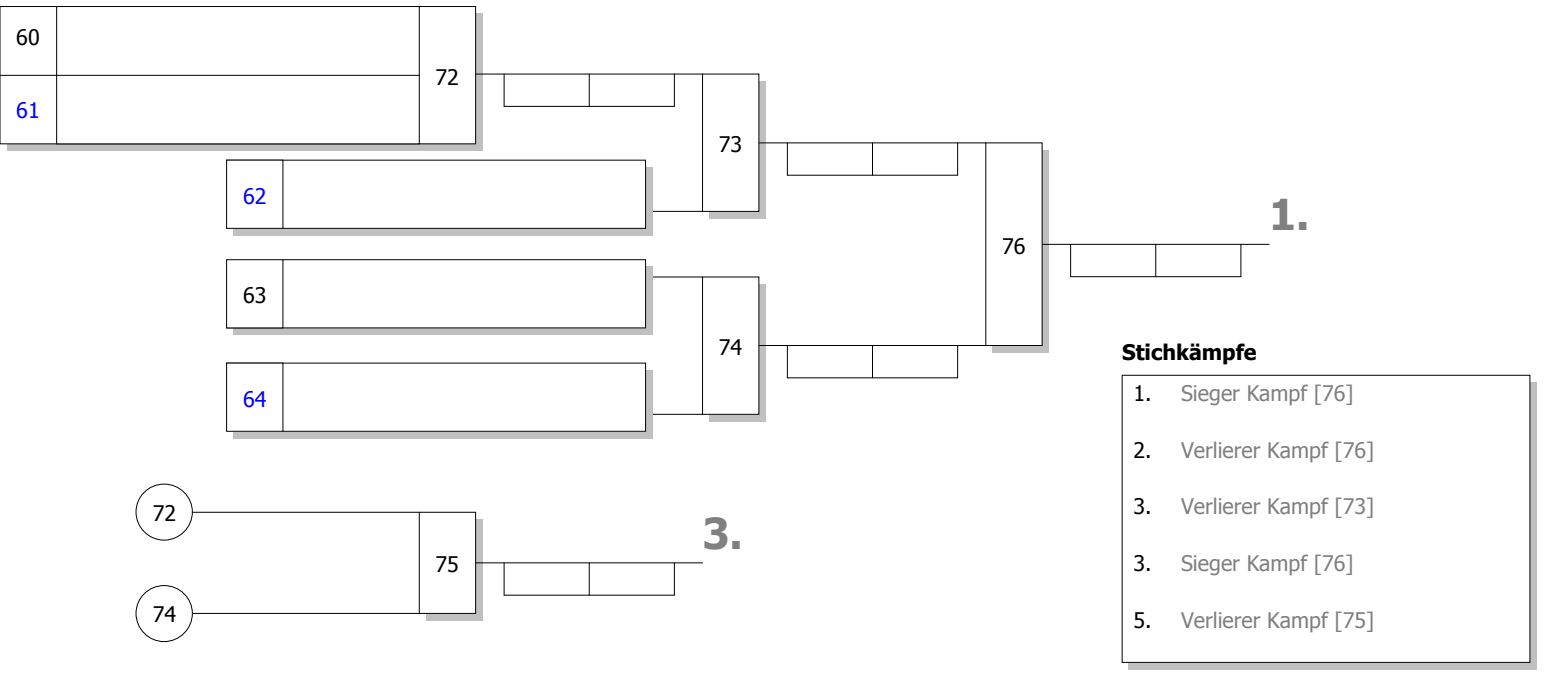 60
72
61
73
62
1.
76
63
74
64
Stichkämpfe
1. Sieger Kampf [76]
2. Verlierer Kampf [76]
3. Verlierer Kampf [73]
3. Sieger Kampf [76]
5. Verlierer Kampf [75]
72
3.
75
74